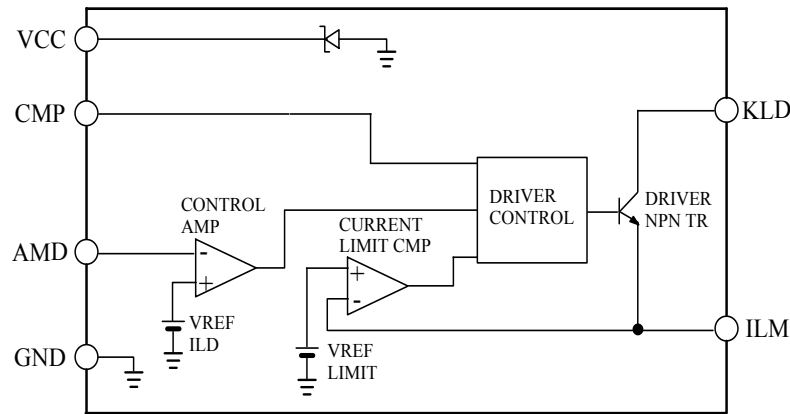 VCC
CMP
KLD
DRIVER
CONTROL
DRIVER
NPN TR
CONTROL
AMP
CURRENT
LIMIT CMP
AMD
-
+
+
-
VREF
ILD
VREF
LIMIT
GND
ILM